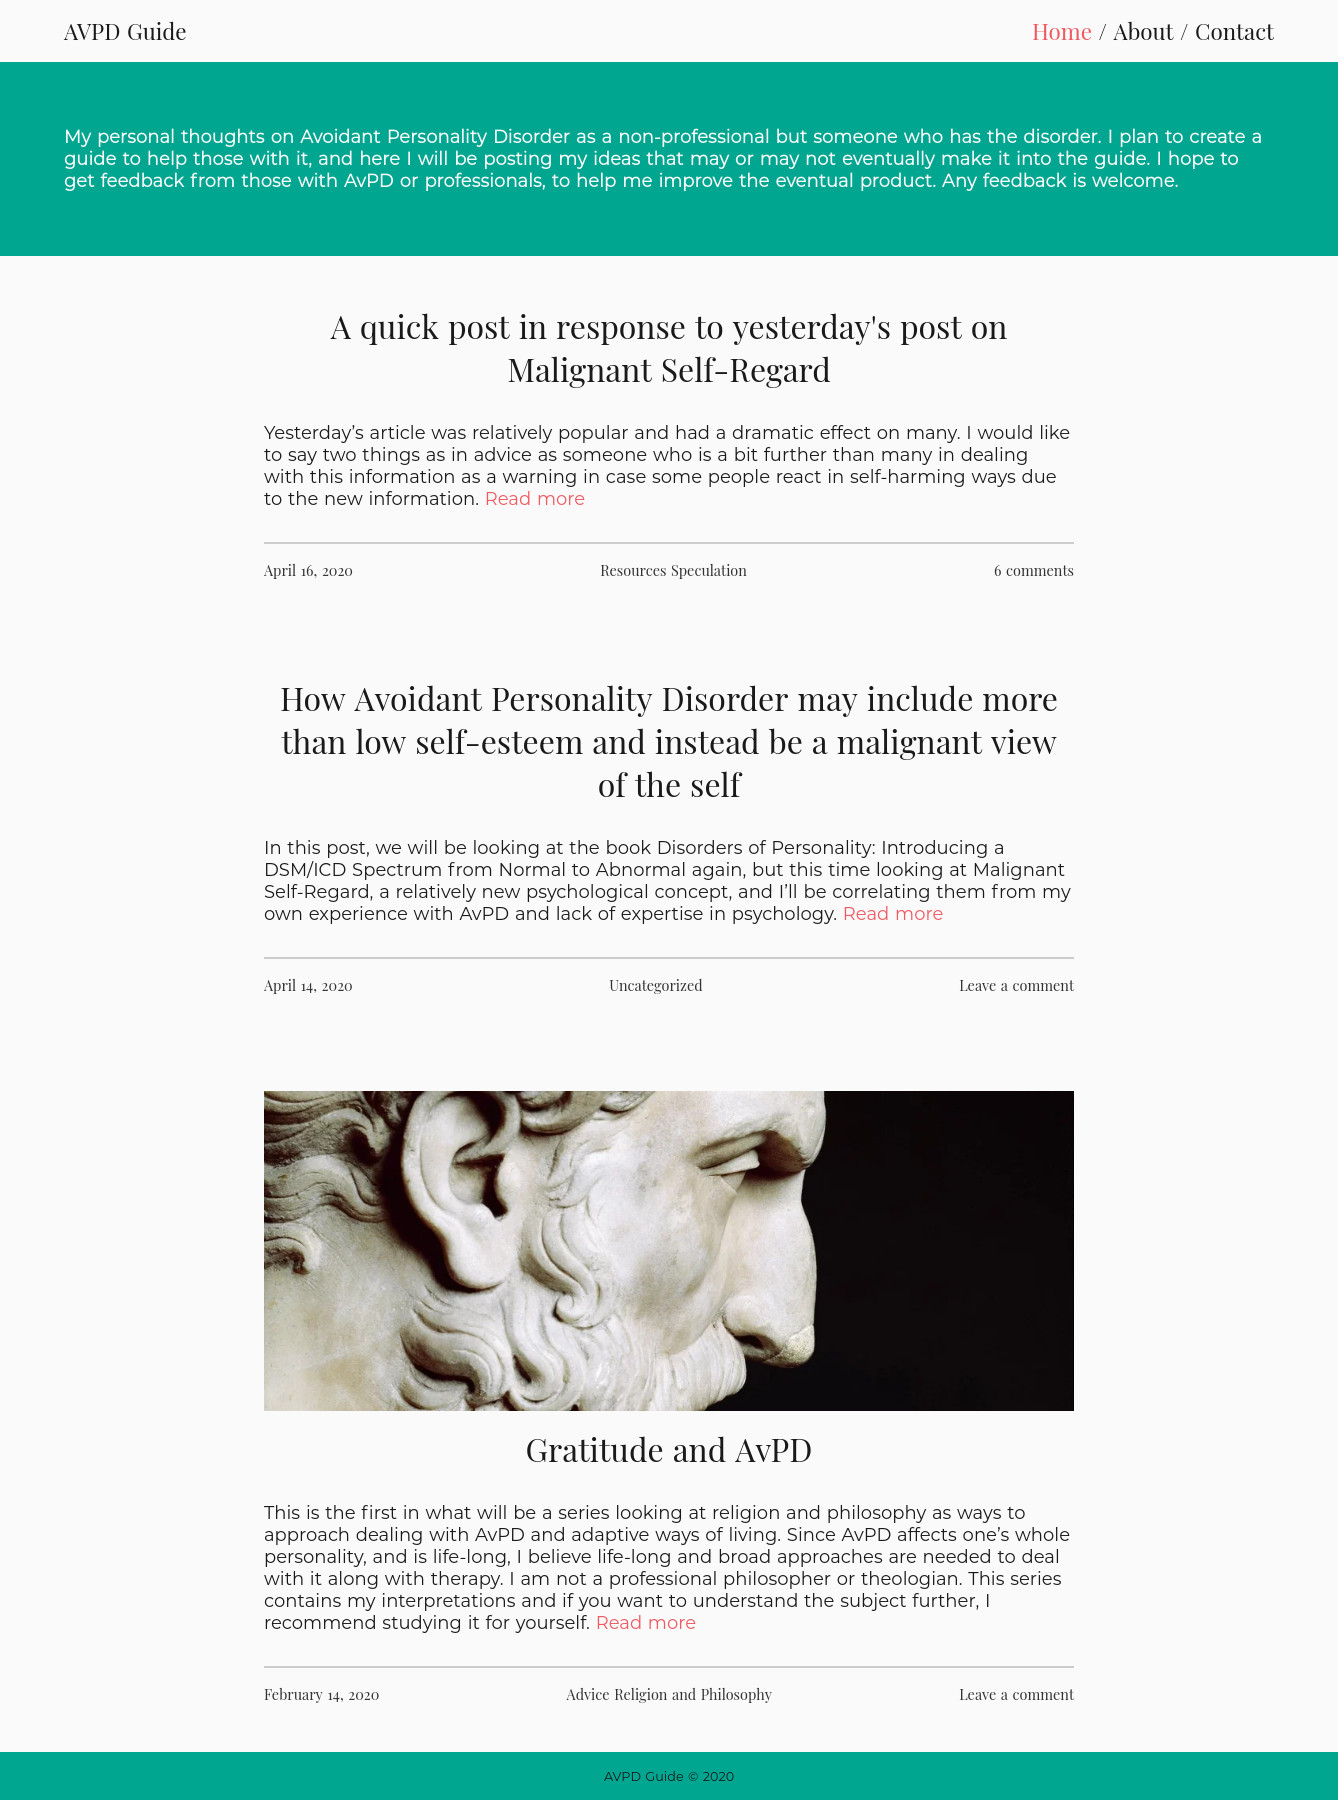 AVPD Guide
Home / About / Contact
My personal thoughts on Avoidant Personality Disorder as a non-professional but someone who has the disorder. I plan to create a
guide to help those with it, and here I will be posting my ideas that may or may not eventually make it into the guide. I hope to
get feedback from those with AvPD or professionals, to help me improve the eventual product. Any feedback is welcome.
A quick post in response to yesterday's post on
Malignant Self-Regard
Yesterday’s article was relatively popular and had a dramatic effect on many. I would like
to say two things as in advice as someone who is a bit further than many in dealing
with this information as a warning in case some people react in self-harming ways due
to the new information. Read more
April 16, 2020
Resources Speculation
6 comments
How Avoidant Personality Disorder may include more
than low self-esteem and instead be a malignant view
of the self
In this post, we will be looking at the book Disorders of Personality: Introducing a
DSM/ICD Spectrum from Normal to Abnormal again, but this time looking at Malignant
Self-Regard, a relatively new psychological concept, and I’ll be correlating them from my
own experience with AvPD and lack of expertise in psychology. Read more
April 14, 2020
Uncategorized
Leave a comment
Gratitude and AvPD
This is the first in what will be a series looking at religion and philosophy as ways to
approach dealing with AvPD and adaptive ways of living. Since AvPD affects one’s whole
personality, and is life-long, I believe life-long and broad approaches are needed to deal
with it along with therapy. I am not a professional philosopher or theologian. This series
contains my interpretations and if you want to understand the subject further, I
recommend studying it for yourself. Read more
February 14, 2020
Advice Religion and Philosophy
Leave a comment
AVPD Guide © 2020